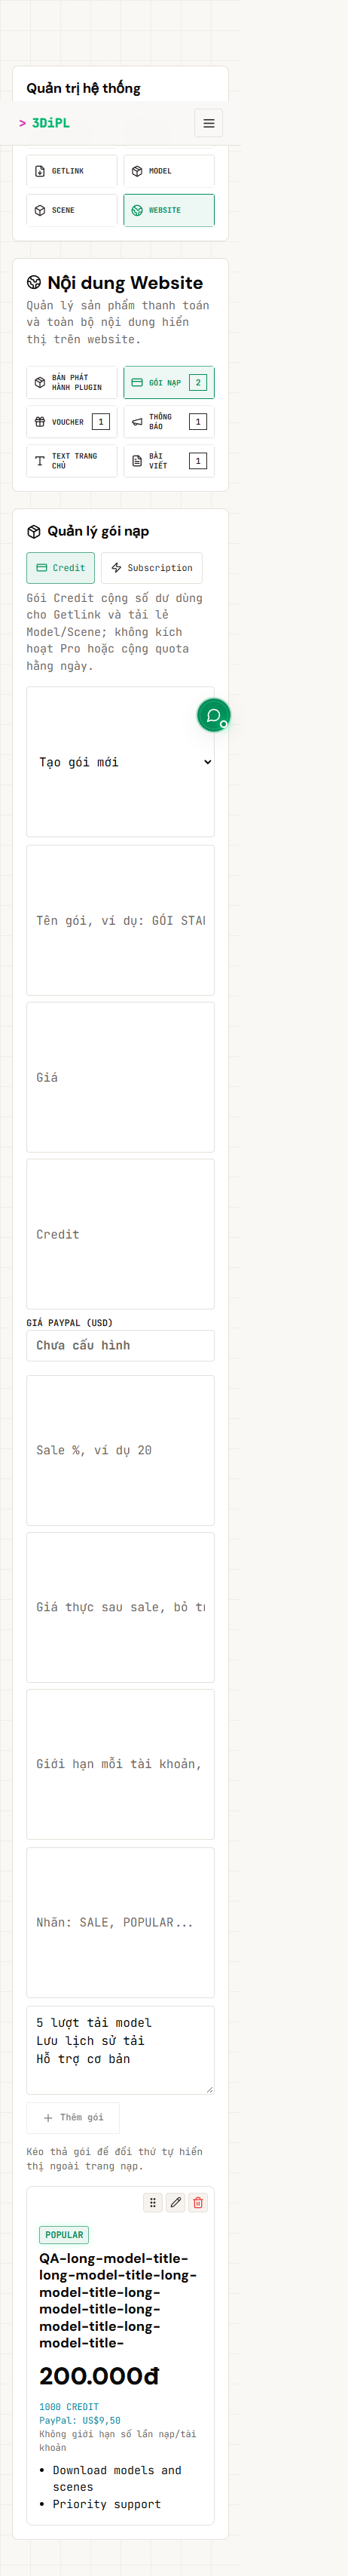 Quản trị hệ thống
> 3DiPL
GETLINK
MODEL
SCENE
WEBSITE
Nội dung Website
Quản lý sản phẩm thanh toán
và toàn bộ nội dung hiển
thị trên website.
BẢN PHÁT
HÀNH PLUGIN
GÓI NẠP 2
VOUCHER 1
THÔNG
BÁO
1
TEXT TRANG
CHỦ
BÀI
VIẾT
1
Quản lý gói nạp
Credit
Subscription
Gói Credit cộng số dư dùng
cho Getlink và tải lẻ
Model/Scene; không kích
hoạt Pro hoặc cộng quota
hằng ngày.
Tạo gói mới
Tên gói, ví dụ: GÓI STAR
Giá
Credit
GIÁ PAYPAL (USD)
Chưa cấu hình
Sale %, ví dụ 20
Giá thực sau sale, bỏ tr
Giới hạn mỗi tài khoản,
Nhãn: SALE, POPULAR...
5 lượt tải model
Lưu lịch sử tải
Hỗ trợ cơ bản
+ Thêm gói
Kéo thả gói để đổi thứ tự hiển
thị ngoài trang nạp.
POPULAR
QA-long-model-title-
long-model-title-long-
model-title-long-
model-title-long-
model-title-long-
model-title-
200.000đ
1000 CREDIT
PayPal: US$9,50
Không giới hạn số lần nạp/tài
khoản
• Download models and
scenes
• Priority support